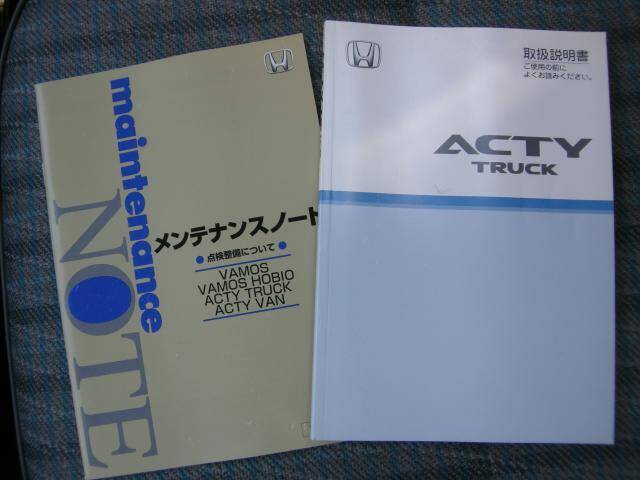 maintenance
NOTE
メンテナンスノート
●点検整備について●
VAMOS
VAMOS HOBIO
ACTY TRUCK
ACTY VAN
取扱説明書
ご使用の前に
よくお読みください。
ACTY
TRUCK